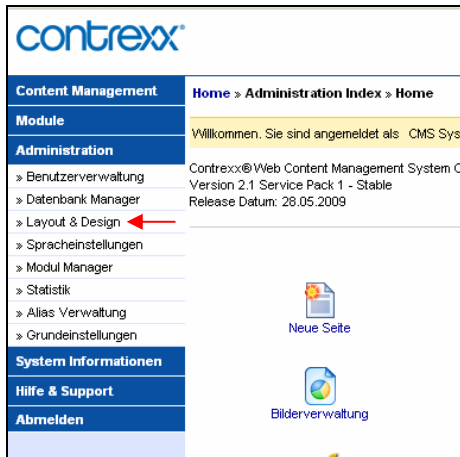 contrexx
Content Management
Module
Administration
» Benutzerverwaltung
» Datenbank Manager
» Layout & Design
» Spracheinstellungen
» Modul Manager
» Statistik
» Alias Verwaltung
» Grundeinstellungen
System Informationen
Hilfe & Support
Abmelden
Home » Administration Index » Home
Willkommen. Sie sind angemeldet als CMS Sys
Contrexx® Web Content Management System C
Version 2.1 Service Pack 1 - Stable
Release Datum: 28.05.2009
Neue Seite
Bilderverwaltung